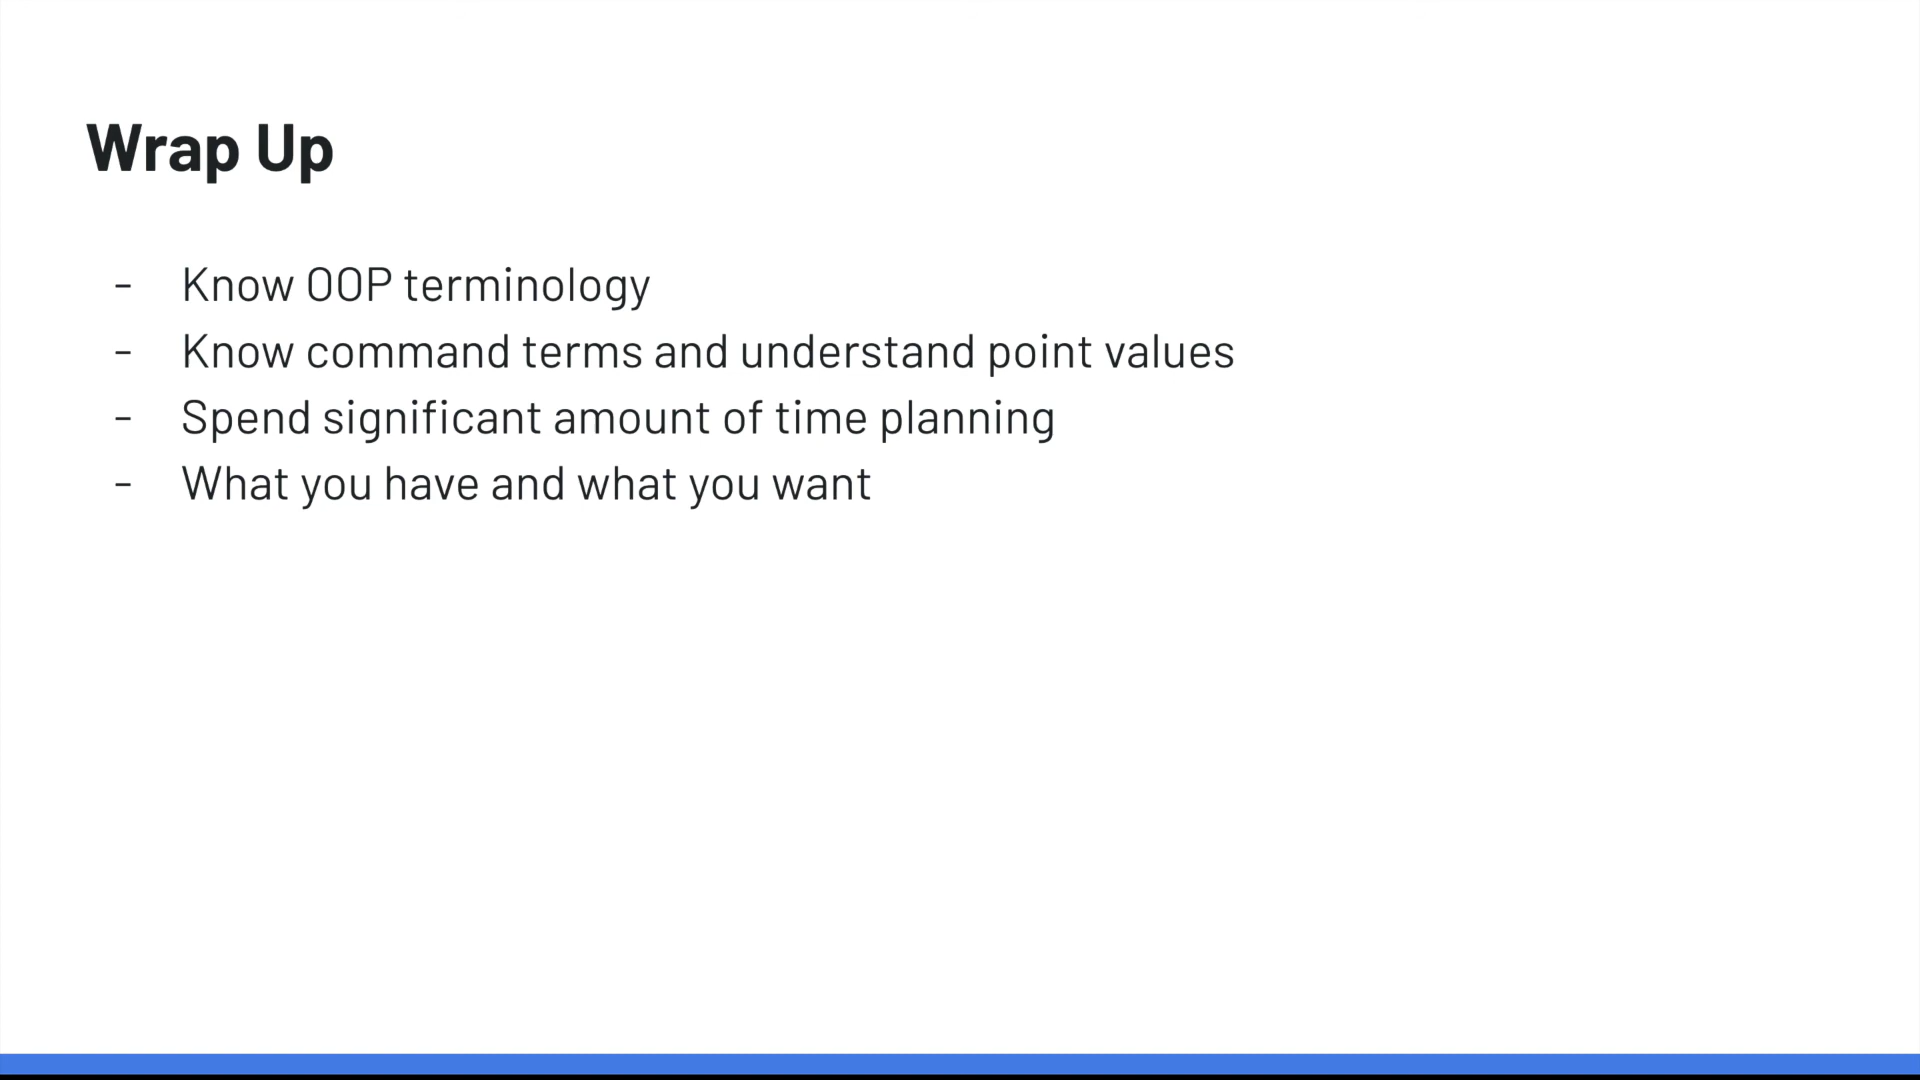 Wrap Up
- Know OOP terminology
- Know command terms and understand point values
- Spend significant amount of time planning
- What you have and what you want